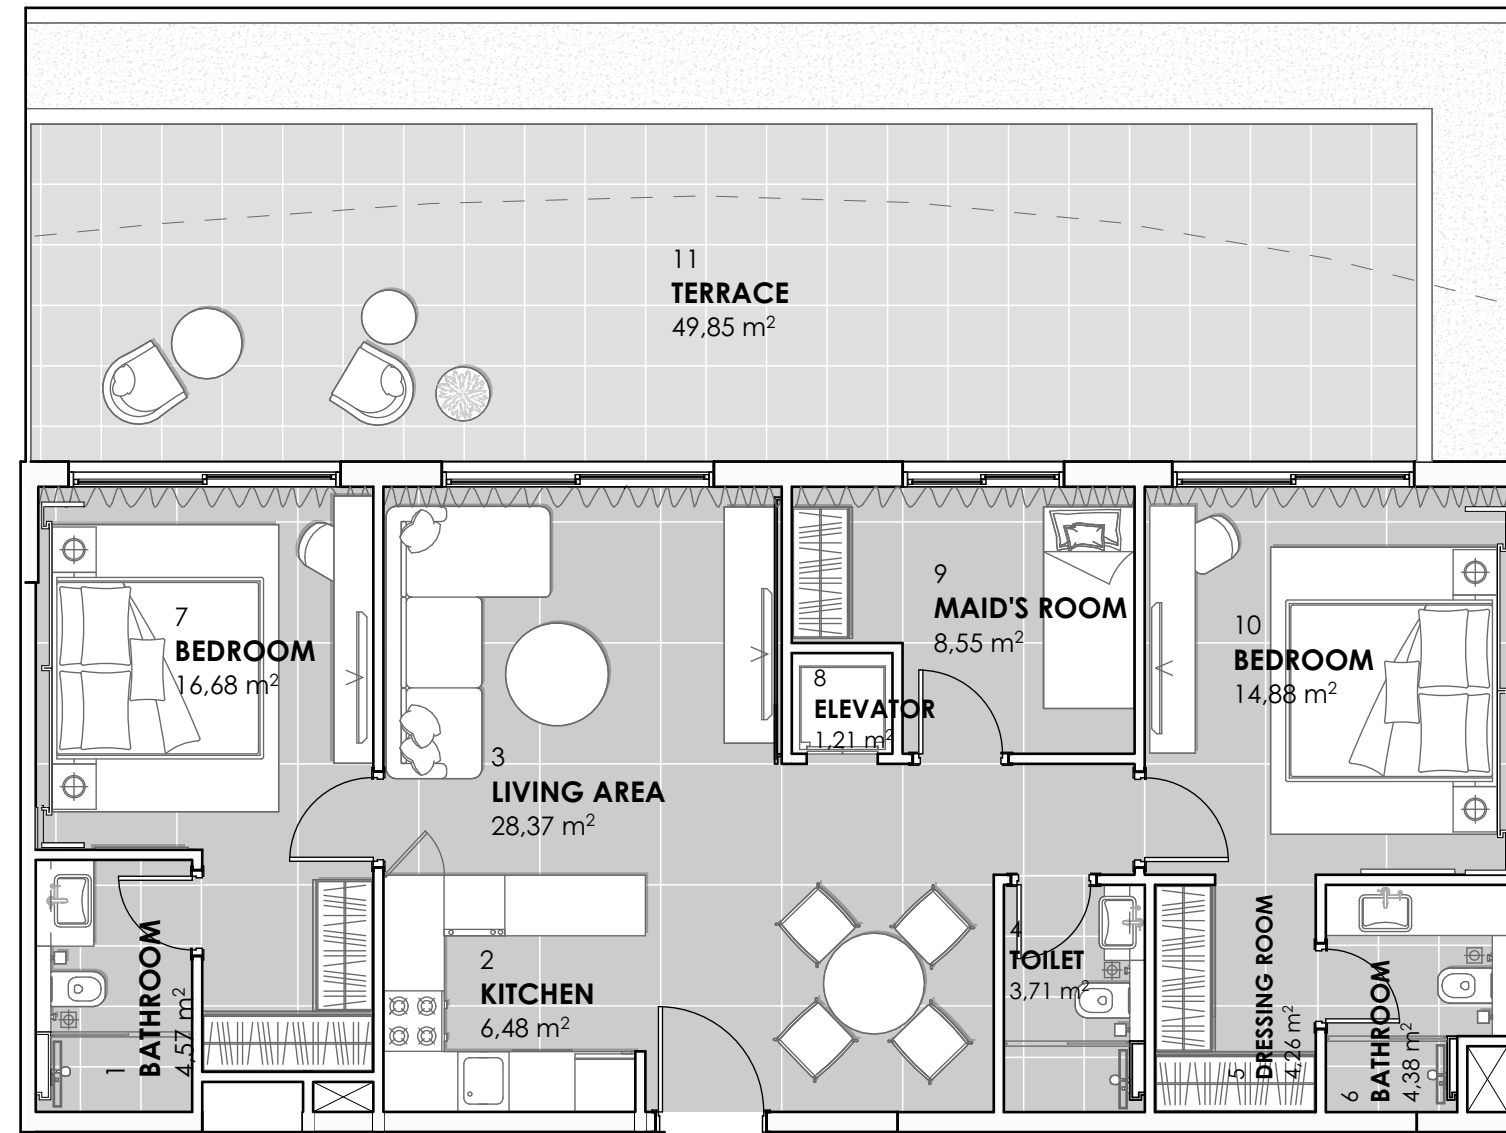 11
TERRACE
49,85 m²
7
BEDROOM
16,68 m²
3
LIVING AREA
28,37 m²
8
ELEVATOR
1,21 m²
9
MAID'S ROOM
8,55 m²
10
BEDROOM
14,88 m²
1
BATHROOM
4,57 m²
2
KITCHEN
6,48 m²
4
TOILET
3,71 m²
5
DRESSING ROOM
4,26 m²
6
BATHROOM
4,38 m²